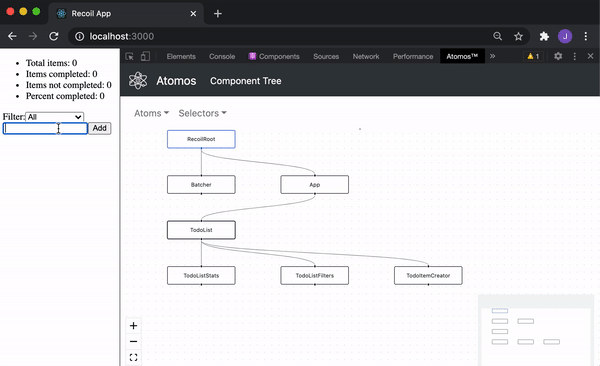 Recoil App
localhost:3000
J
Elements Console Components Sources Network Performance Atomos™ » 1
Total items: 0
Items completed: 0
Items not completed: 0
Percent completed: 0
Filter: All
Add
Atomos Component Tree
Atoms Selectors
RecoilRoot
Batcher App
TodoList
TodoListStats TodoListFilters TodoItemCreator